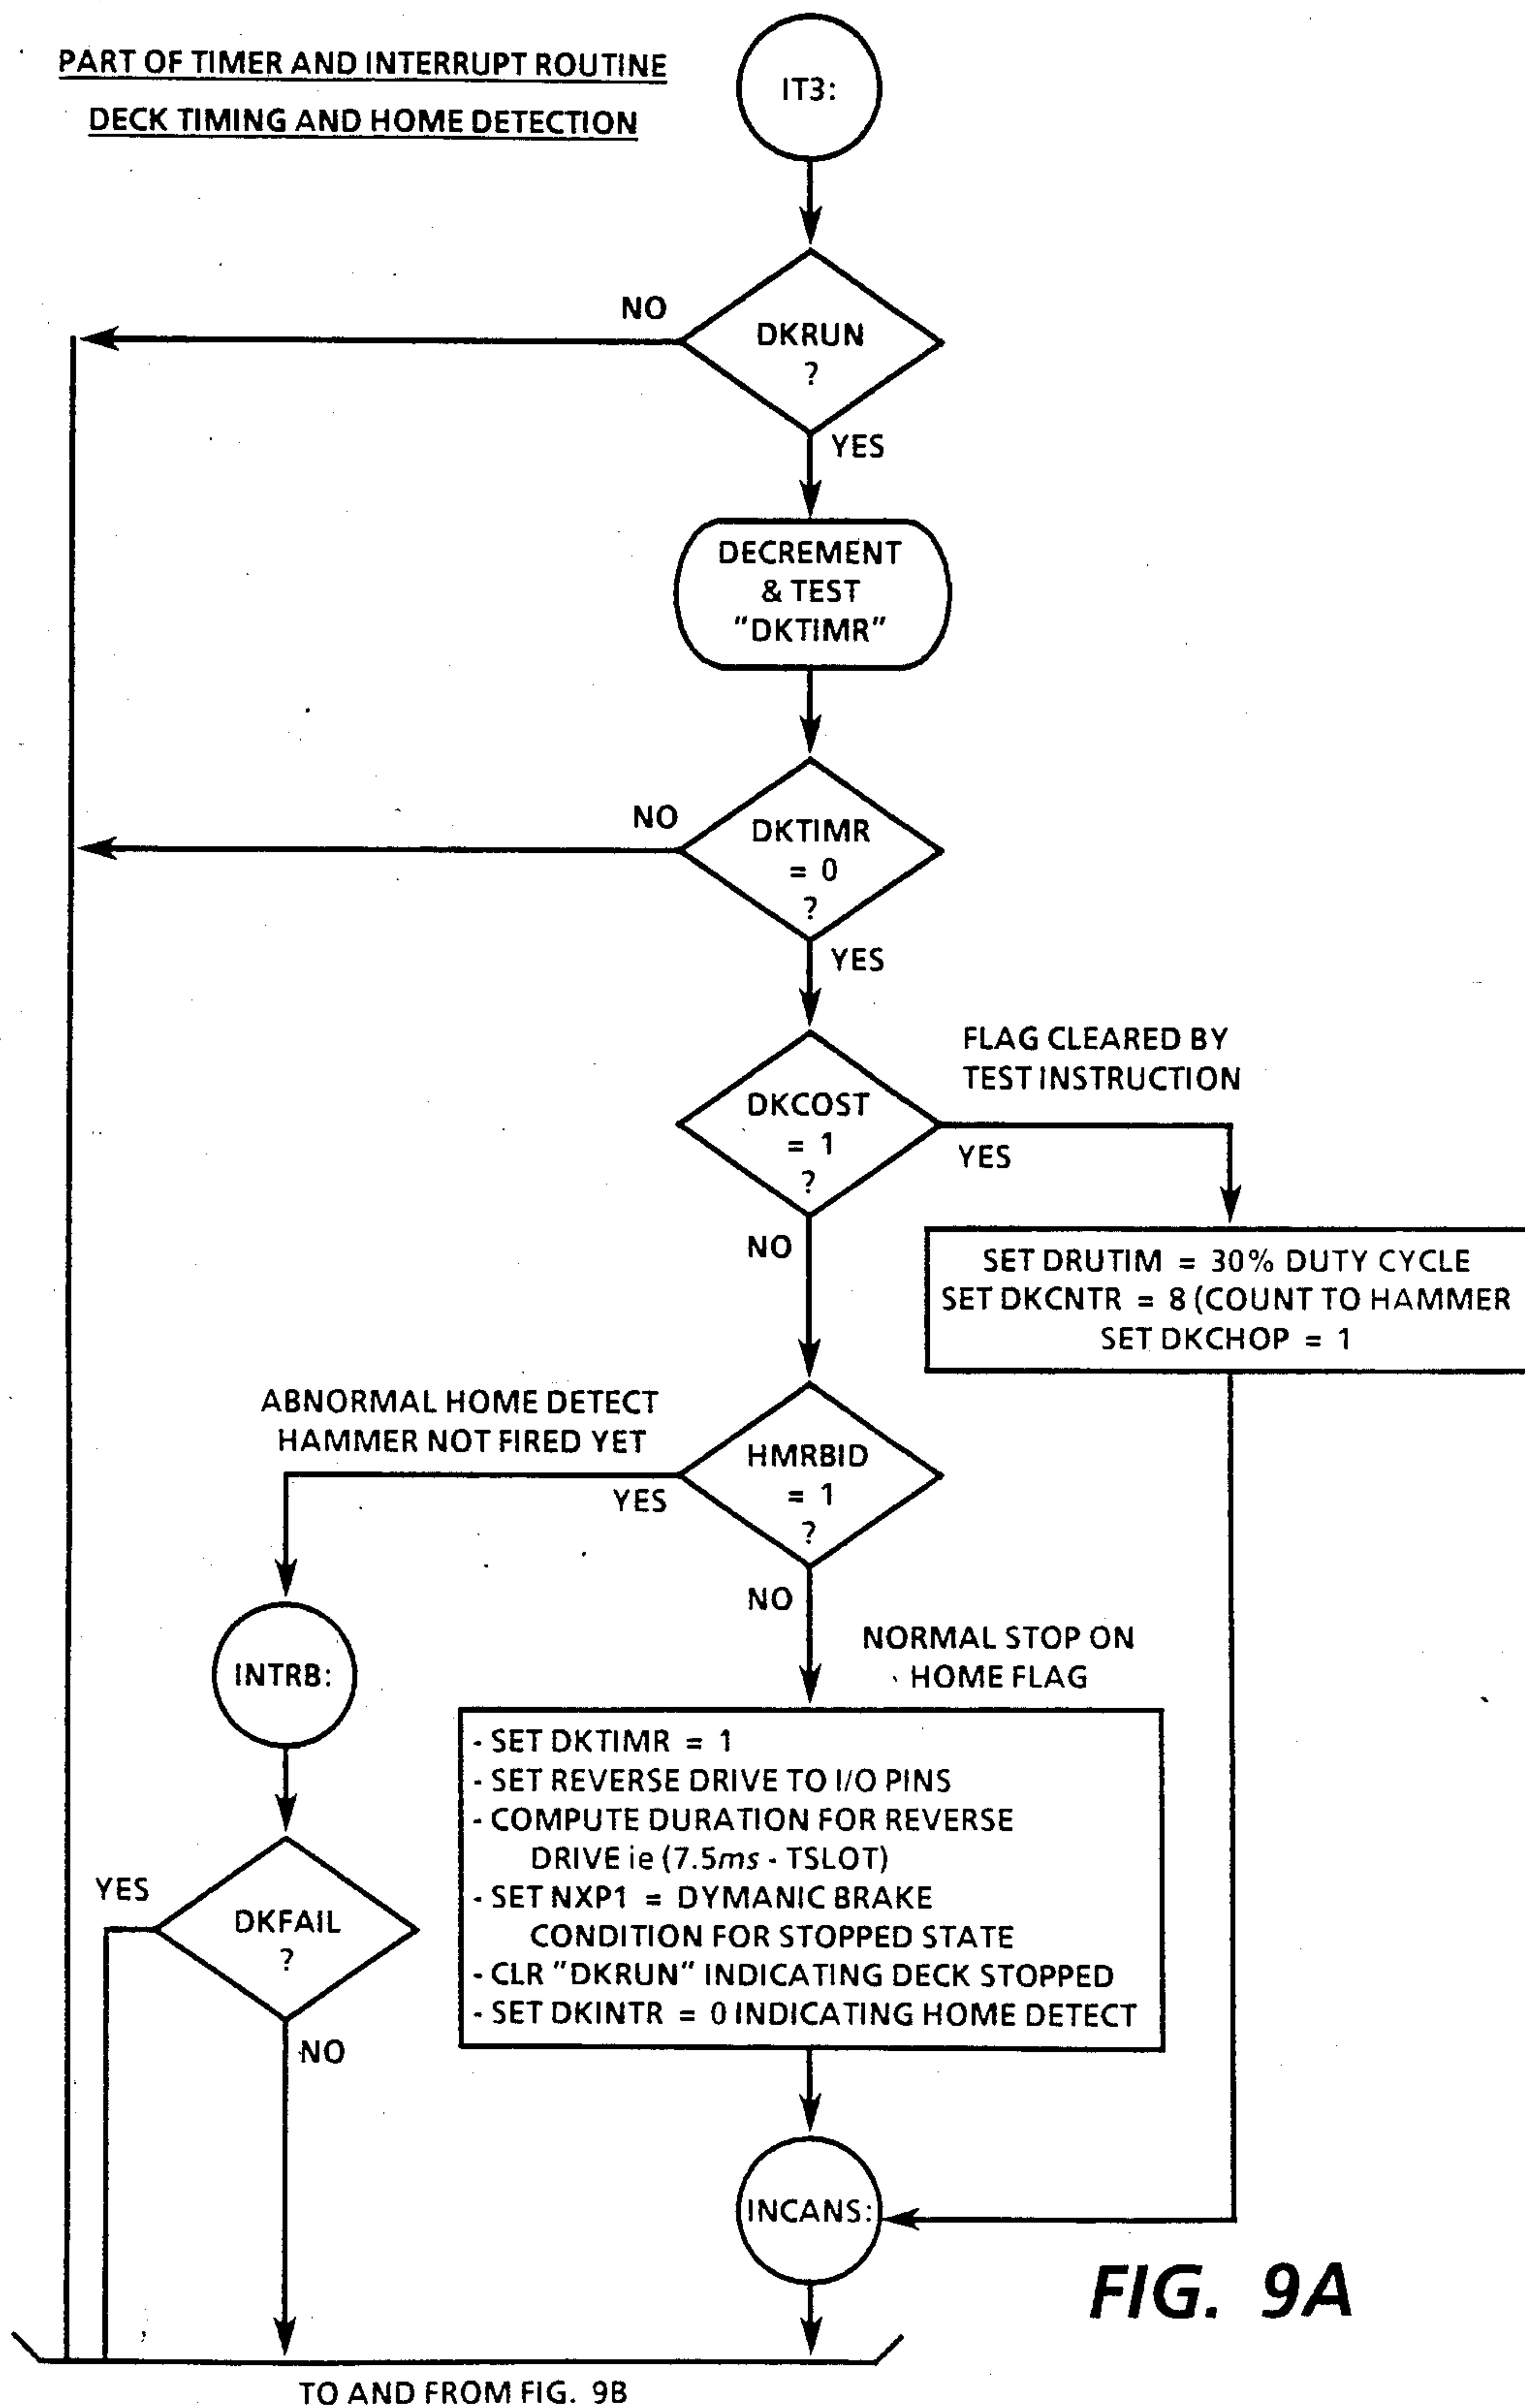 PART OF TIMER AND INTERRUPT ROUTINE
DECK TIMING AND HOME DETECTION
IT3:
NO
DKRUN
?
YES
DECREMENT
& TEST
"DKTIMR"
NO
DKTIMR
= 0
?
YES
FLAG CLEARED BY
TEST INSTRUCTION
DKCOST
= 1
?
YES
NO
SET DRUTIM = 30% DUTY CYCLE
SET DKCNTR = 8 (COUNT TO HAMMER
SET DKCHOP = 1
ABNORMAL HOME DETECT
HAMMER NOT FIRED YET
HMRBID
= 1
?
YES
NO
NORMAL STOP ON
HOME FLAG
INTRB:
- SET DKTIMR = 1
- SET REVERSE DRIVE TO I/O PINS
- COMPUTE DURATION FOR REVERSE
DRIVE ie (7.5ms - TSLOT)
- SET NXP1 = DYMANIC BRAKE
CONDITION FOR STOPPED STATE
- CLR "DKRUN" INDICATING DECK STOPPED
- SET DKINTR = 0 INDICATING HOME DETECT
YES
DKFAIL
?
NO
INCANS:
FIG. 9A
TO AND FROM FIG. 9B